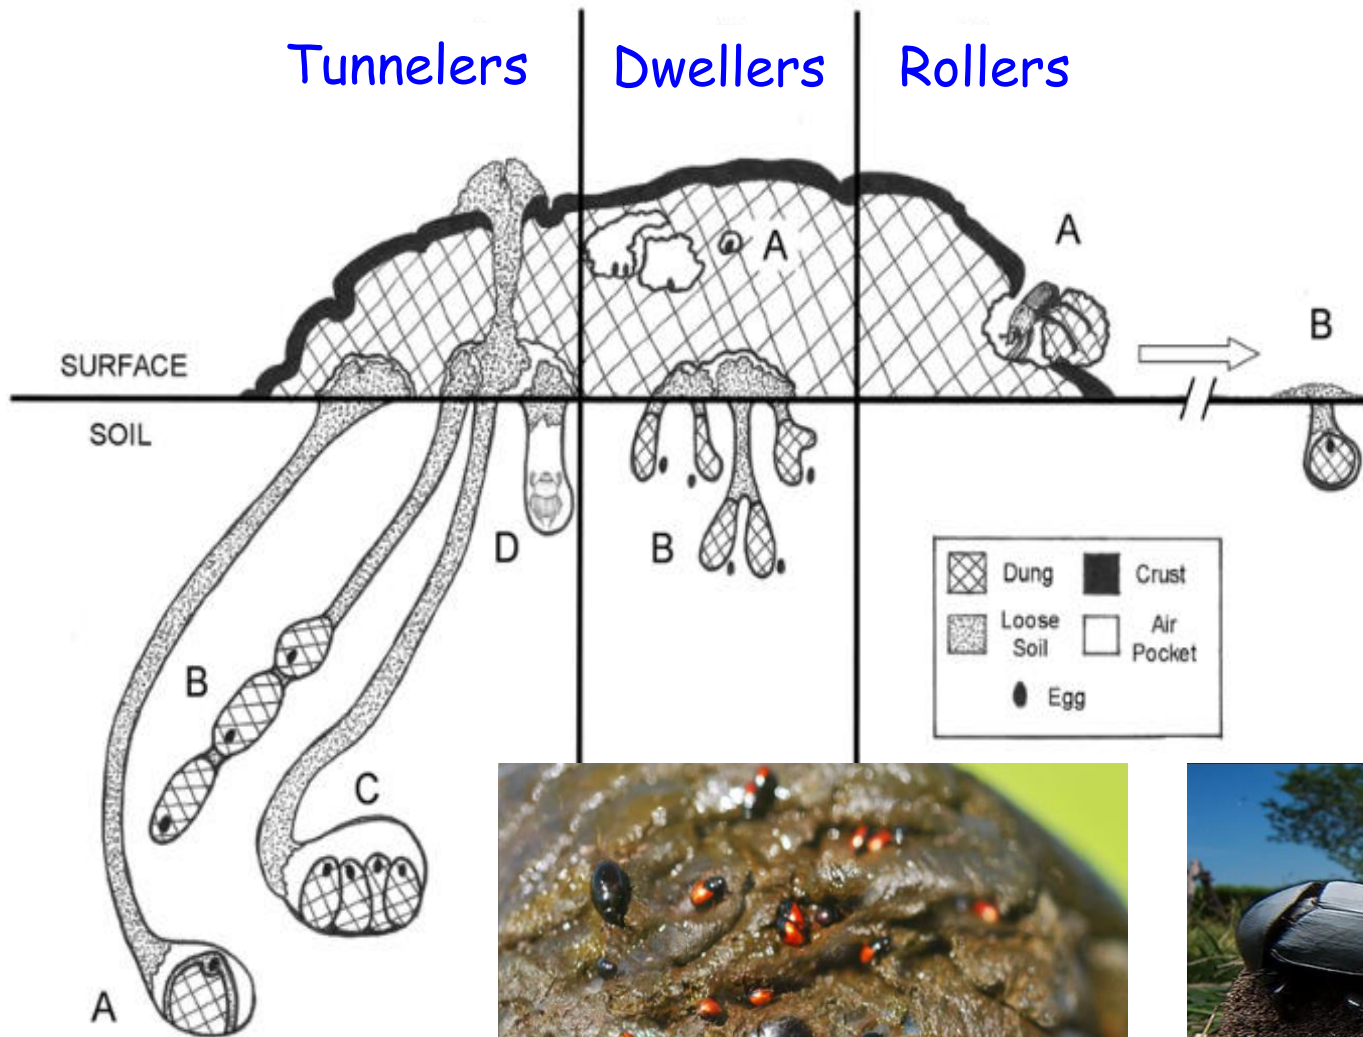 Tunnelers
Dwellers
Rollers
A
A
B
SURFACE
SOIL
D
B
B
C
A
Dung
Crust
Loose
Soil
Air
Pocket
Egg